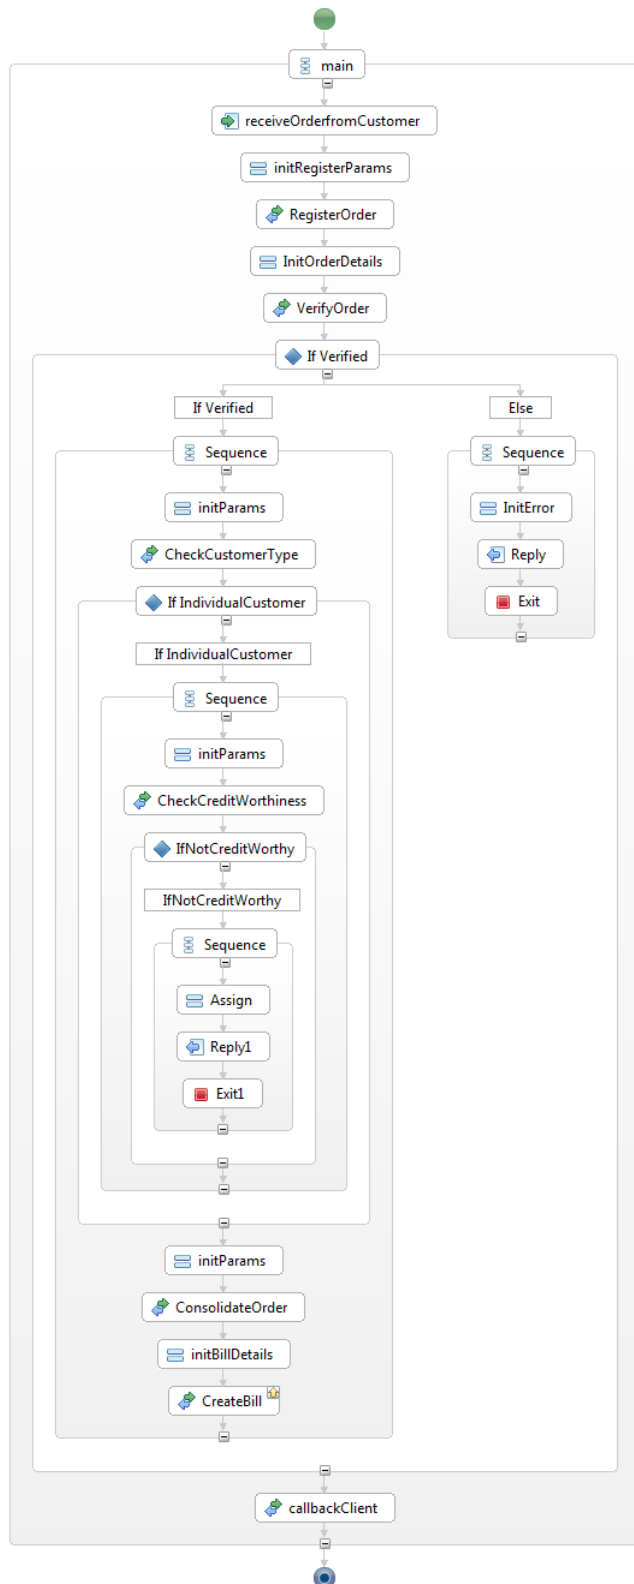 main
receiveOrderfromCustomer
initRegisterParams
RegisterOrder
InitOrderDetails
VerifyOrder
If Verified
If Verified
Else
Sequence
Sequence
initParams
InitError
CheckCustomerType
Reply
If IndividualCustomer
Exit
If IndividualCustomer
Sequence
initParams
CheckCreditWorthiness
IfNotCreditWorthy
IfNotCreditWorthy
Sequence
Assign
Reply1
Exit1
initParams
ConsolidateOrder
initBillDetails
CreateBill
callbackClient